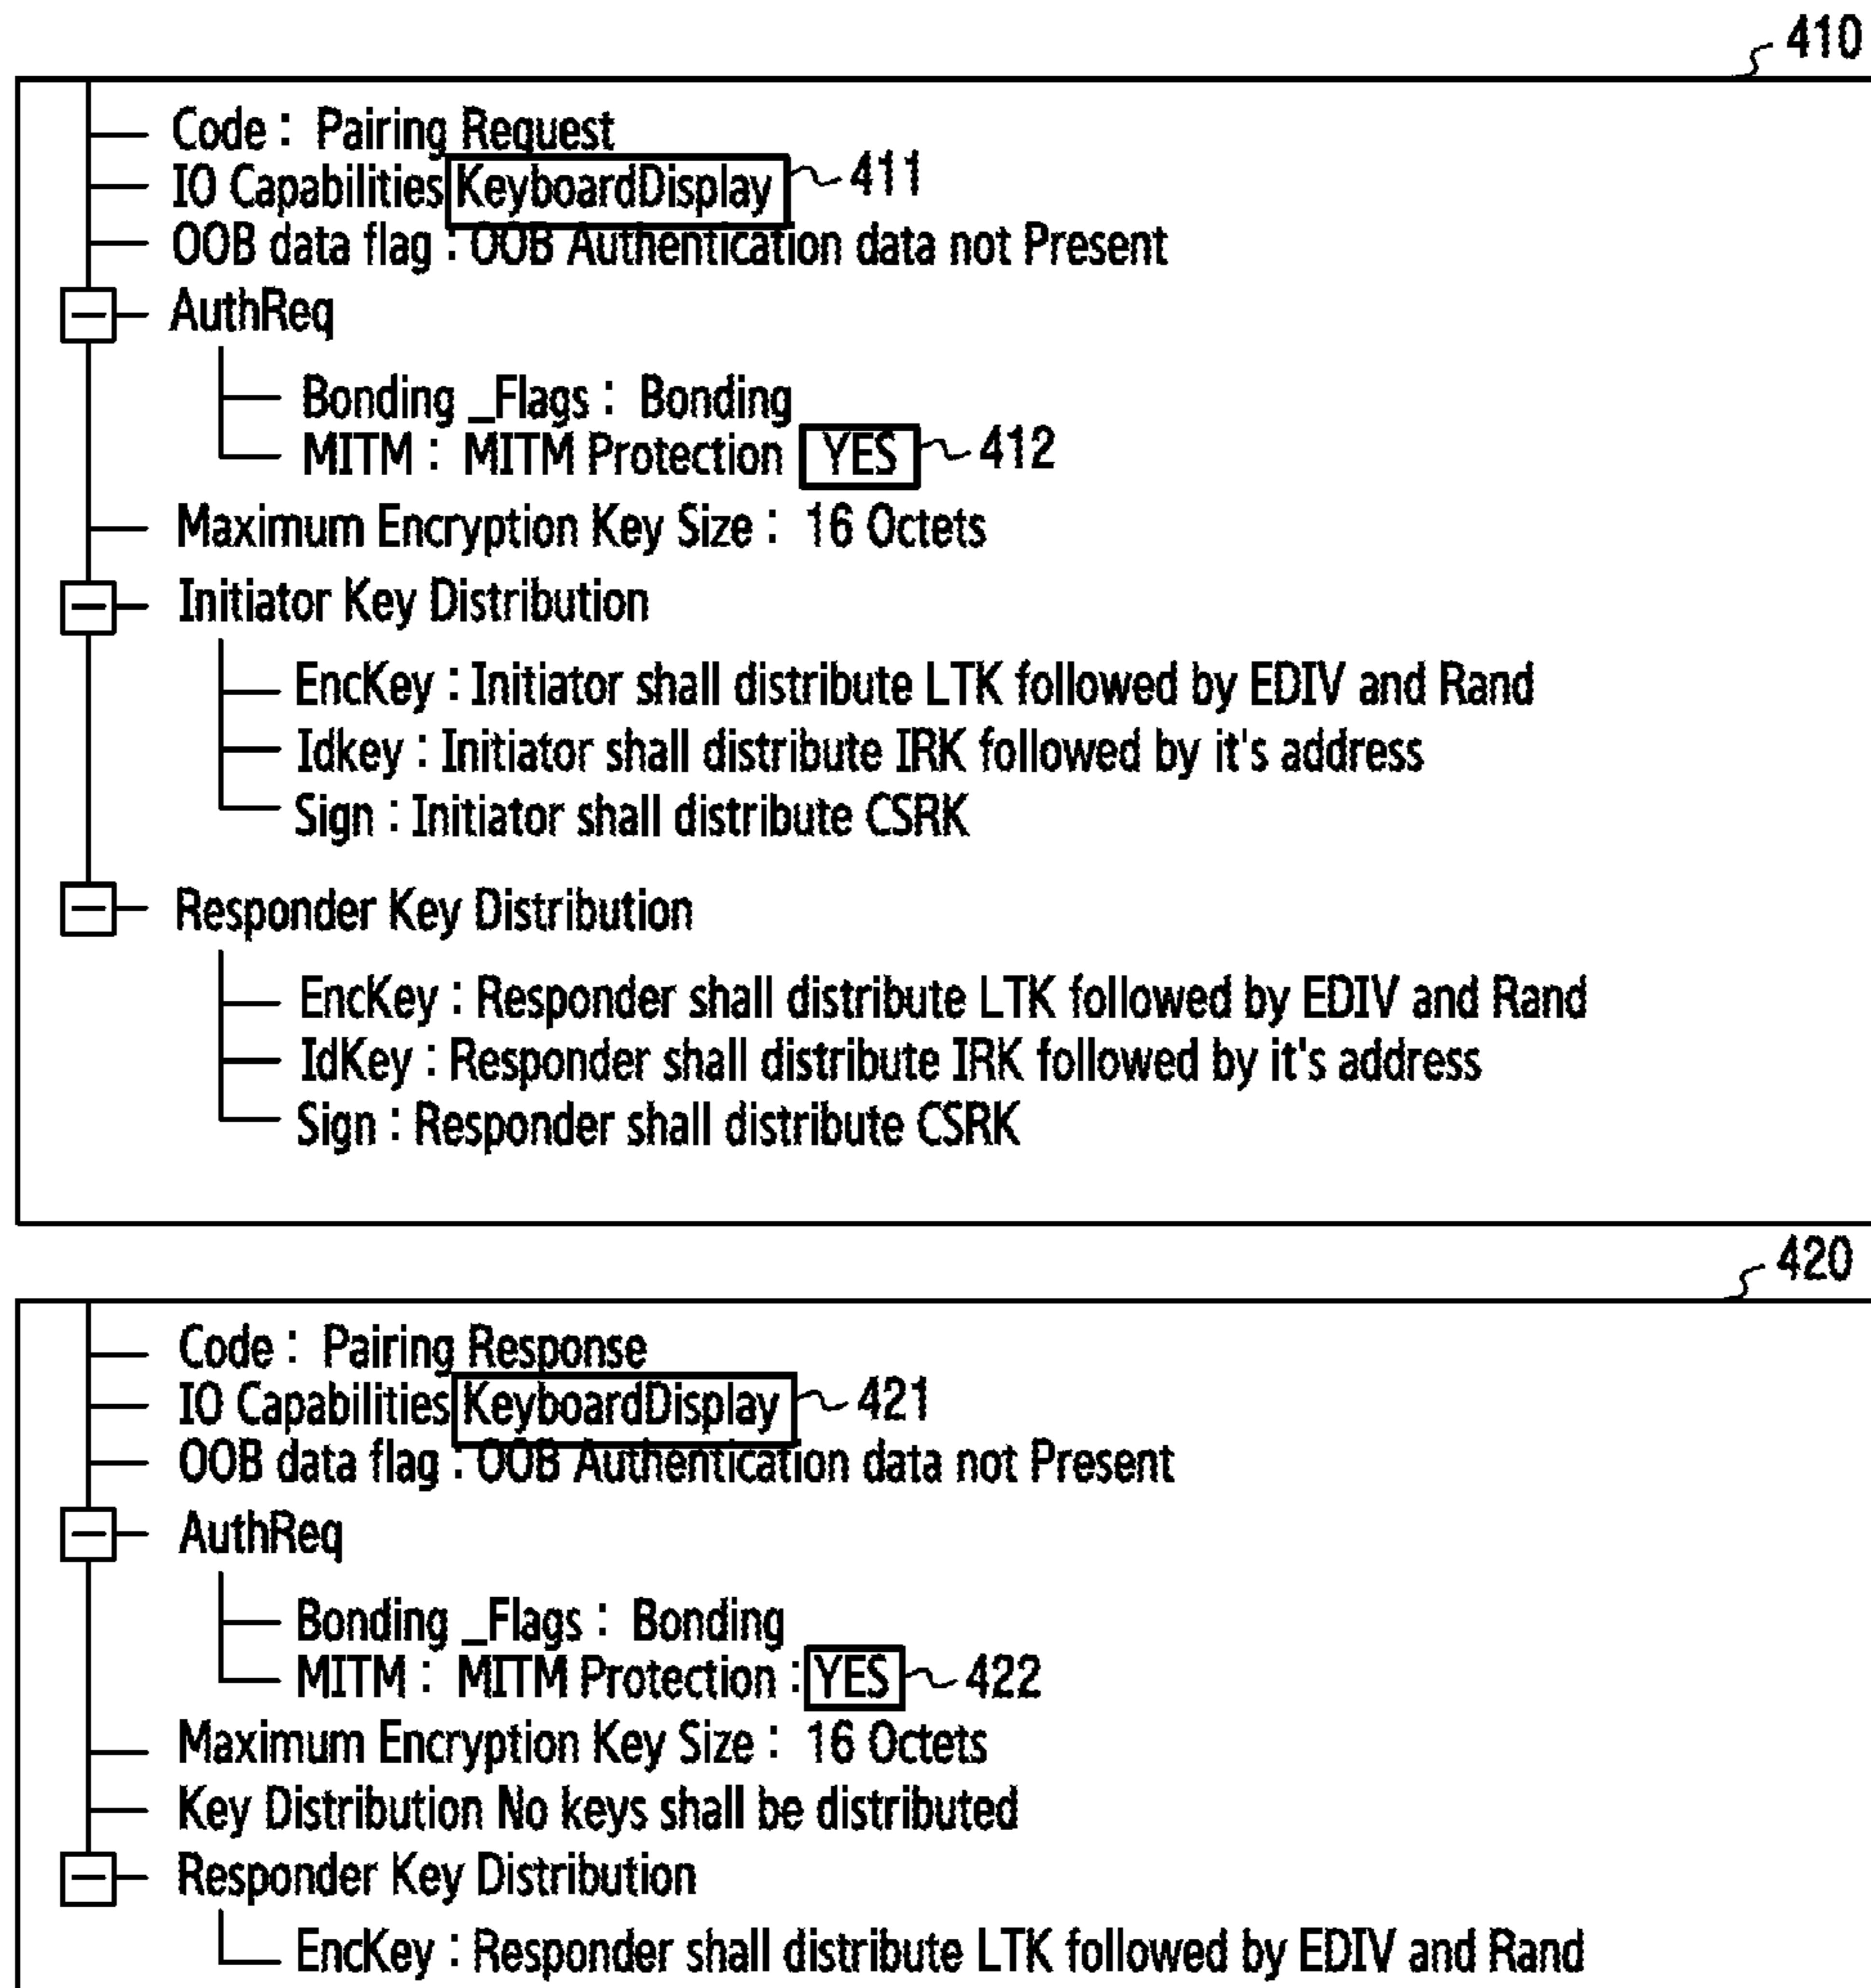 410
Code : Pairing Request
IO Capabilities KeyboardDisplay 411
OOB data flag : OOB Authentication data not Present
AuthReq
Bonding _Flags : Bonding
MITM : MITM Protection YES 412
Maximum Encryption Key Size : 16 Octets
Initiator Key Distribution
EncKey : Initiator shall distribute LTK followed by EDIV and Rand
Idkey : Initiator shall distribute IRK followed by it's address
Sign : Initiator shall distribute CSRK
Responder Key Distribution
EncKey : Responder shall distribute LTK followed by EDIV and Rand
IdKey : Responder shall distribute IRK followed by it's address
Sign : Responder shall distribute CSRK
420
Code : Pairing Response
IO Capabilities KeyboardDisplay 421
OOB data flag : OOB Authentication data not Present
AuthReq
Bonding _Flags : Bonding
MITM : MITM Protection : YES 422
Maximum Encryption Key Size : 16 Octets
Key Distribution No keys shall be distributed
Responder Key Distribution
EncKey : Responder shall distribute LTK followed by EDIV and Rand